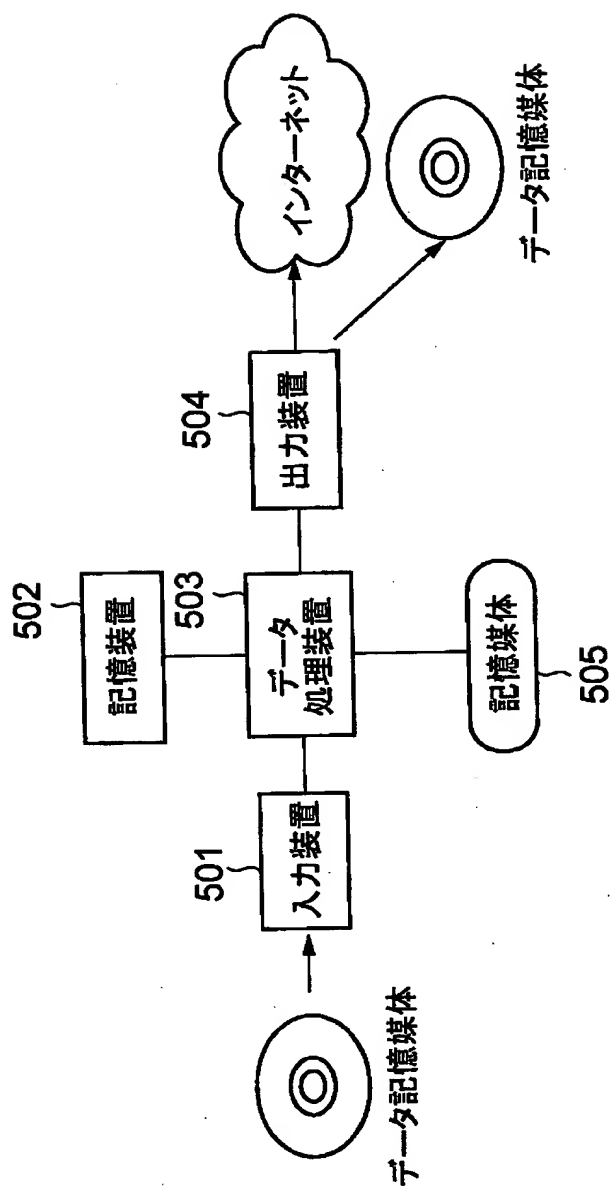 データ記憶媒体
501
入力装置
502
記憶装置
503
データ
処理装置
505
記憶媒体
504
出力装置
インターネット
データ記憶媒体